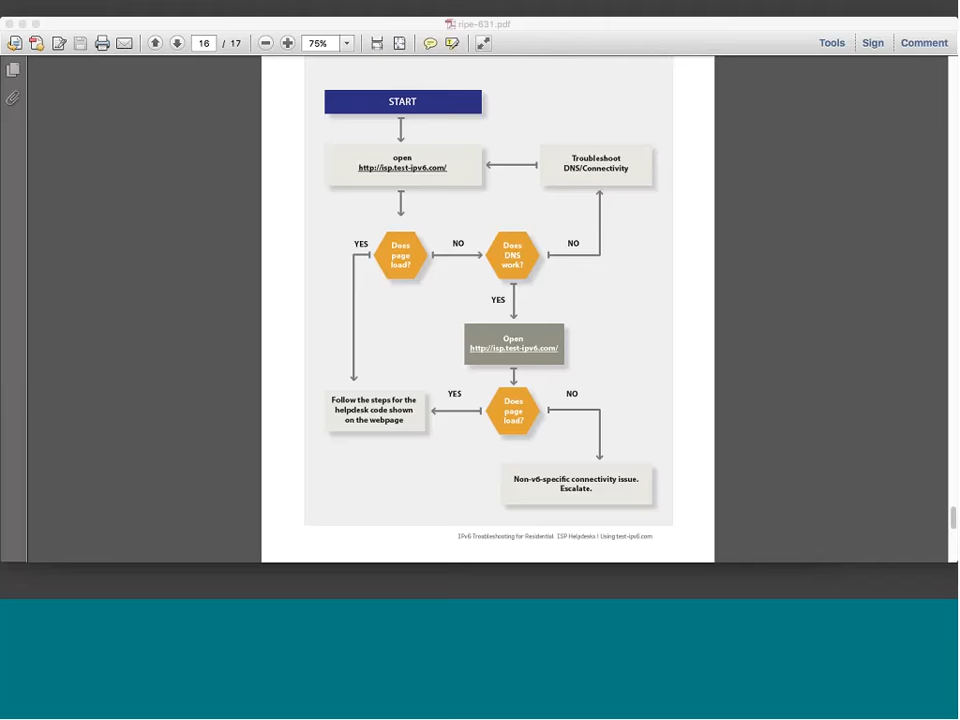 ripe-631.pdf
16 / 17
75%
Tools
Sign
Comment
START
open
http://isp.test-ipv6.com/
Troubleshoot
DNS/Connectivity
YES
Does
page
load?
NO
Does
DNS
work?
NO
YES
Open
http://isp.test-ipv6.com/
Follow the steps for the
helpdesk code shown
on the webpage
YES
Does
page
load?
NO
Non-v6-specific connectivity issue.
Escalate.
IPv6 Troubleshooting for Residential ISP Helpdesks | Using test-ipv6.com